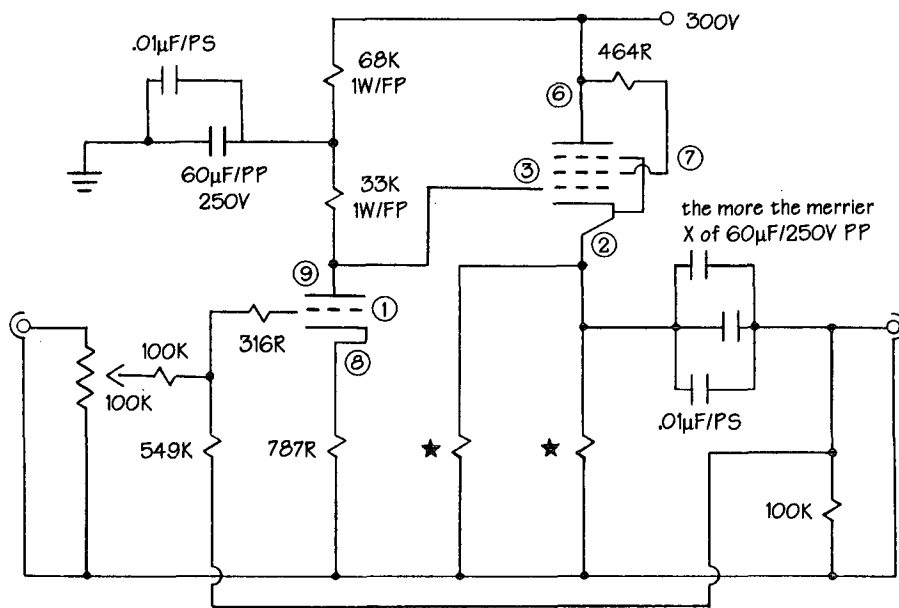 .01µF/PS
68K
1W/FP
300V
464R
⑥
③
⑦
60µF/PP
250V
33K
1W/FP
②
the more the merrier
X of 60µF/250V PP
⑨
①
316R
⑧
100K
100K
.01µF/PS
549K
787R
★
★
100K